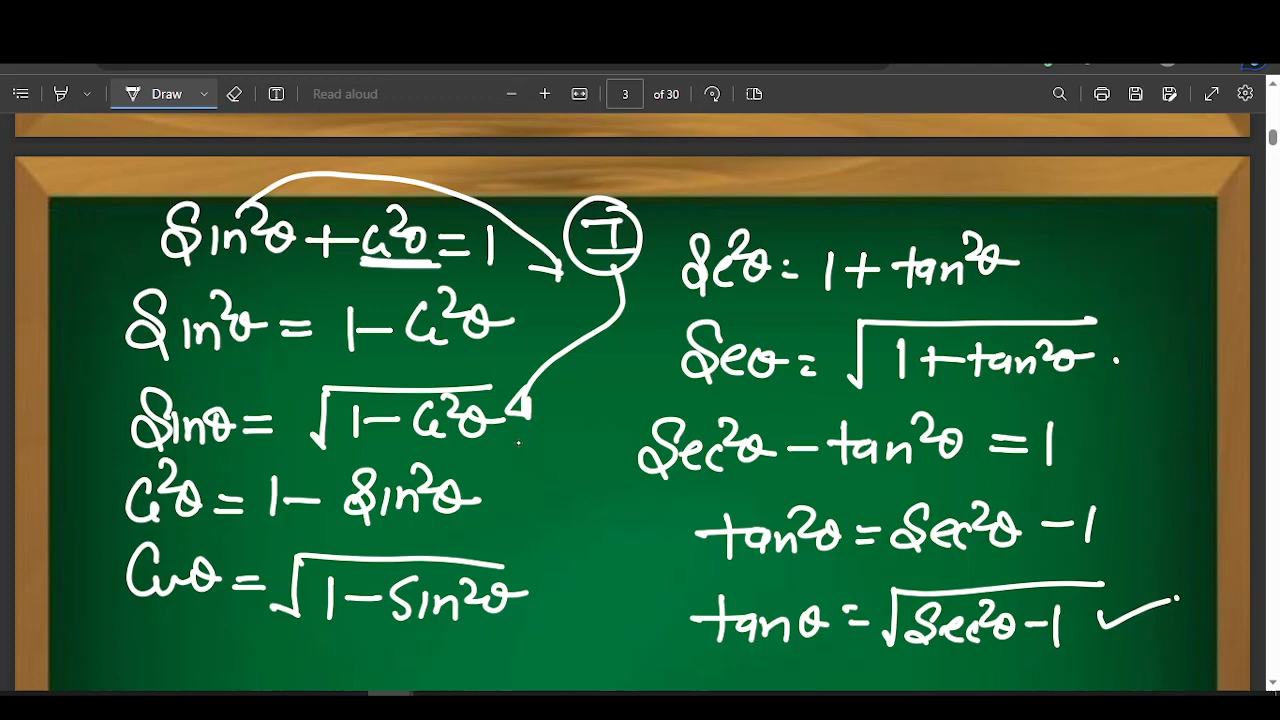 Draw
Read aloud
3 of 30
Sin²θ + Cos²θ = 1
I
Sin²θ = 1 - Cos²θ
Sinθ = √1 - Cos²θ
Cos²θ = 1 - Sin²θ
Cosθ = √1 - Sin²θ
Sec²θ = 1 + tan²θ
Secθ = √1 + tan²θ
Sec²θ - tan²θ = 1
tan²θ = Sec²θ - 1
tanθ = √Sec²θ - 1